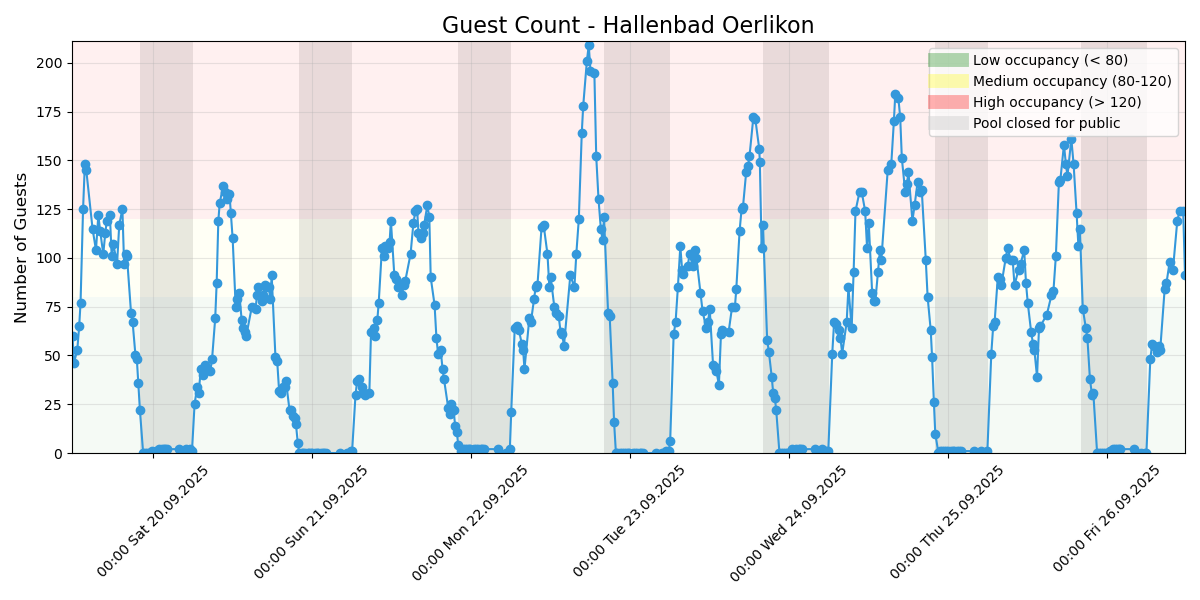 Guest Count - Hallenbad Oerlikon
Number of Guests
200
175
150
125
100
75
50
25
0
Low occupancy (< 80)
Medium occupancy (80-120)
High occupancy (> 120)
Pool closed for public
00:00 Sat 20.09.2025
00:00 Sun 21.09.2025
00:00 Mon 22.09.2025
00:00 Tue 23.09.2025
00:00 Wed 24.09.2025
00:00 Thu 25.09.2025
00:00 Fri 26.09.2025